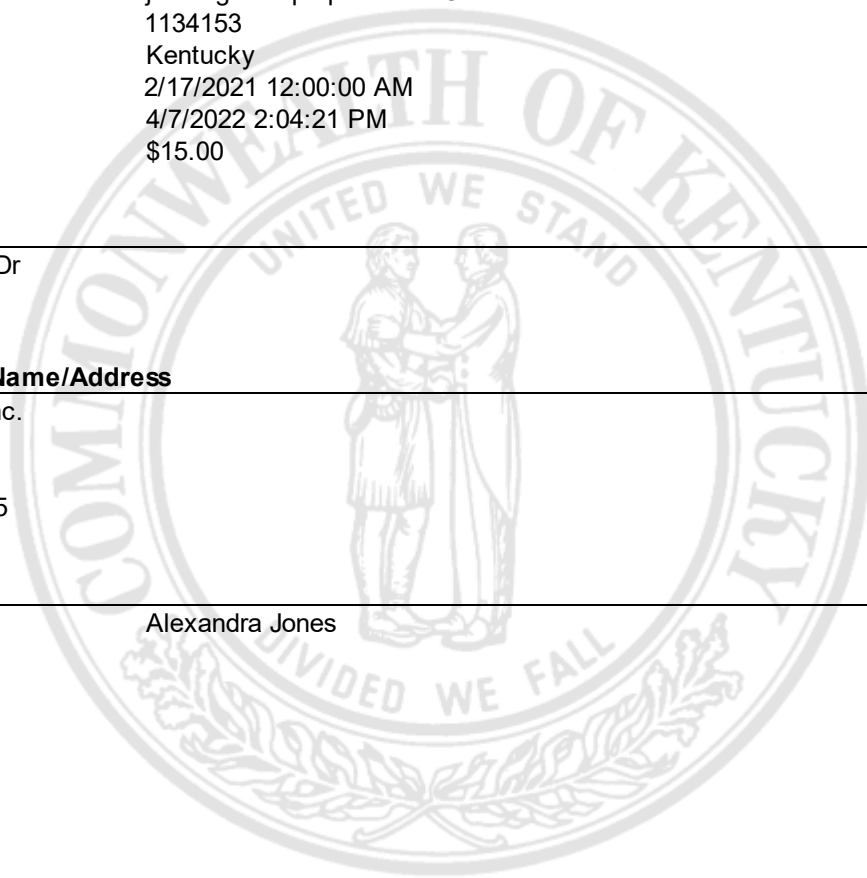 1134153
Kentucky
2/17/2021 12:00:00 AM
4/7/2022 2:04:21 PM
$15.00
COMMONWEALTH OF KENTUCKY
UNITED WE STAND
Dr
Name/Address
nc.
5
Alexandra Jones
DIVIDED WE FALL